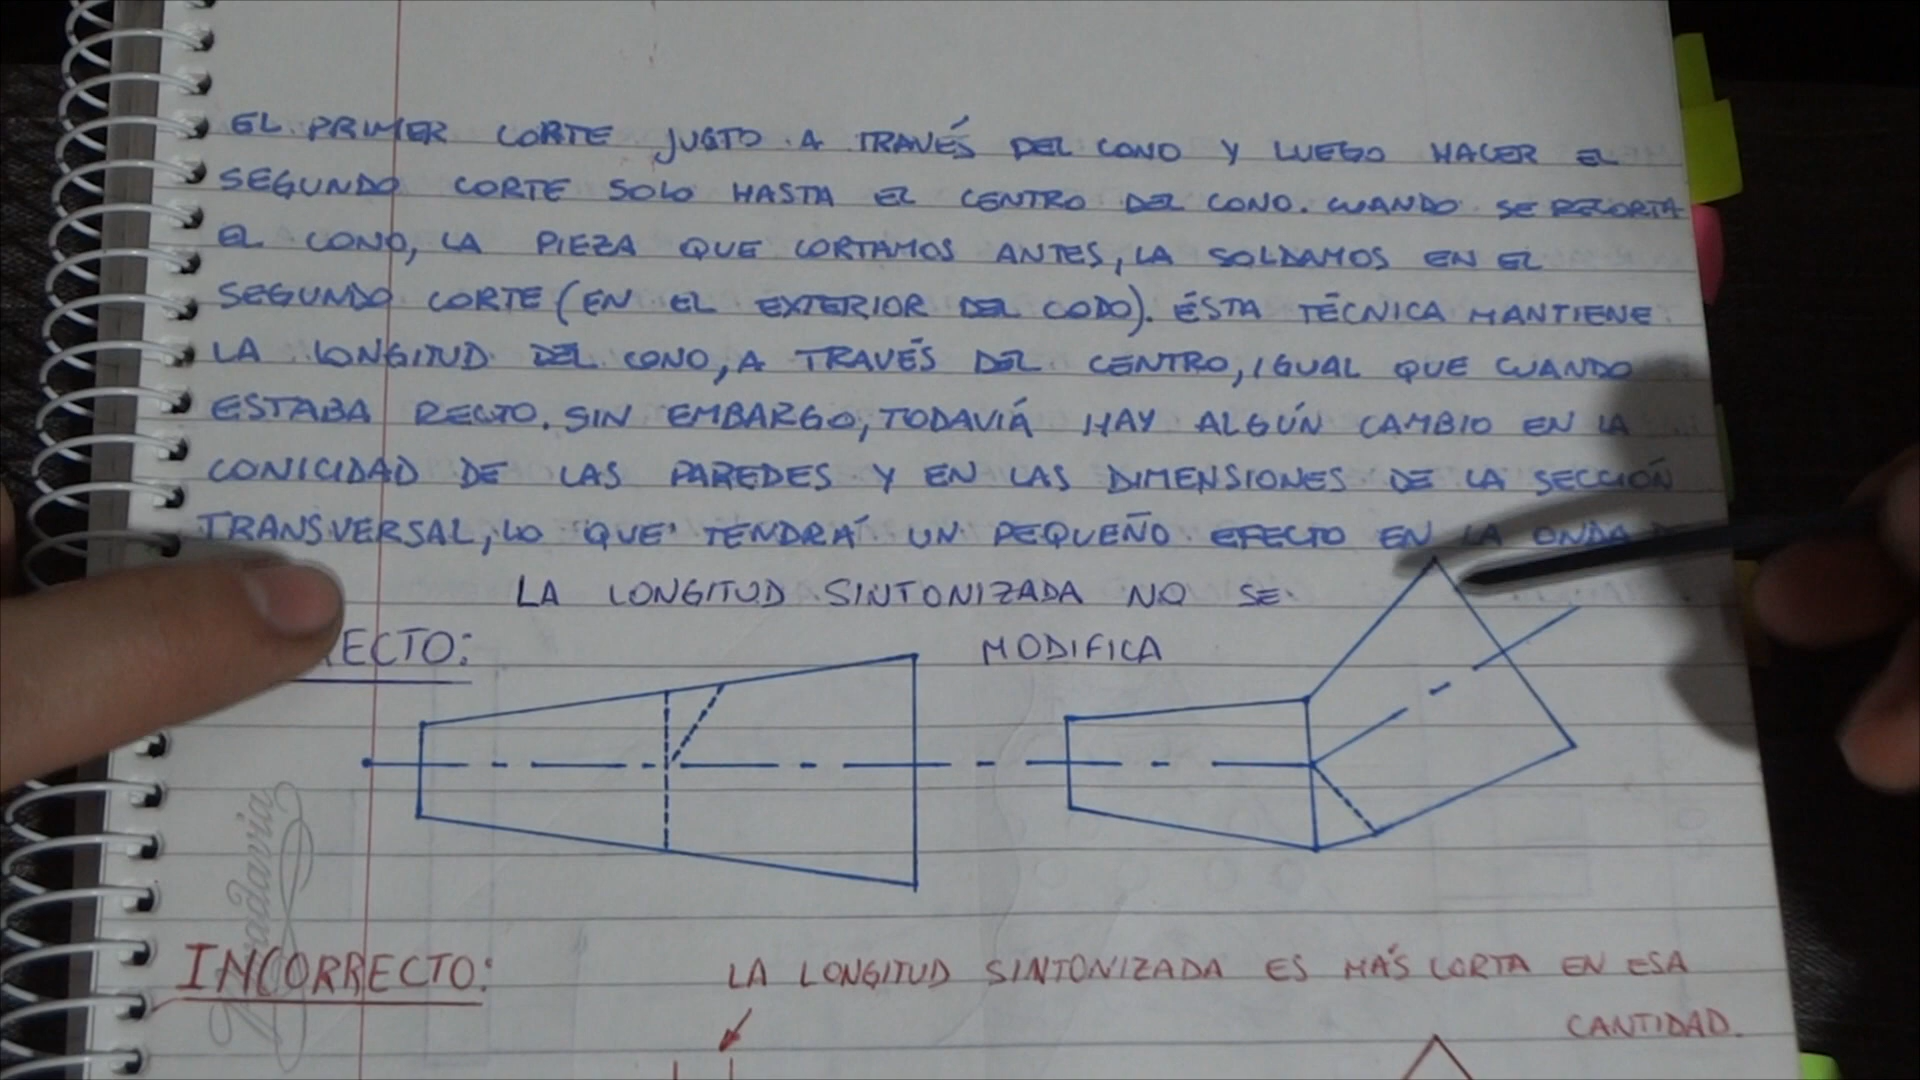 EL PRIMER CORTE JUSTO A TRAVÉS DEL CONO Y LUEGO HACER EL
SEGUNDO CORTE SOLO HASTA EL CENTRO DEL CONO. CUANDO SE RECORTA
EL CONO, LA PIEZA QUE CORTAMOS ANTES, LA SOLDAMOS EN EL
SEGUNDO CORTE (EN EL EXTERIOR DEL CODO). ÉSTA TÉCNICA MANTIENE
LA LONGITUD DEL CONO, A TRAVÉS DEL CENTRO, IGUAL QUE CUANDO
ESTABA RECTO. SIN EMBARGO, TODAVIÁ HAY ALGÚN CAMBIO EN LA
CONICIDAD DE LAS PAREDES Y EN LAS DIMENSIONES DE LA SECCIÓN
TRANSVERSAL, LO QUE TENDRÁ UN PEQUEÑO EFECTO EN LA ONDA
LA LONGITUD SINTONIZADA NO SE
RECTO: MODIFICA
INCORRECTO: LA LONGITUD SINTONIZADA ES MÁS CORTA EN ESA
CANTIDAD.
Rivadavia